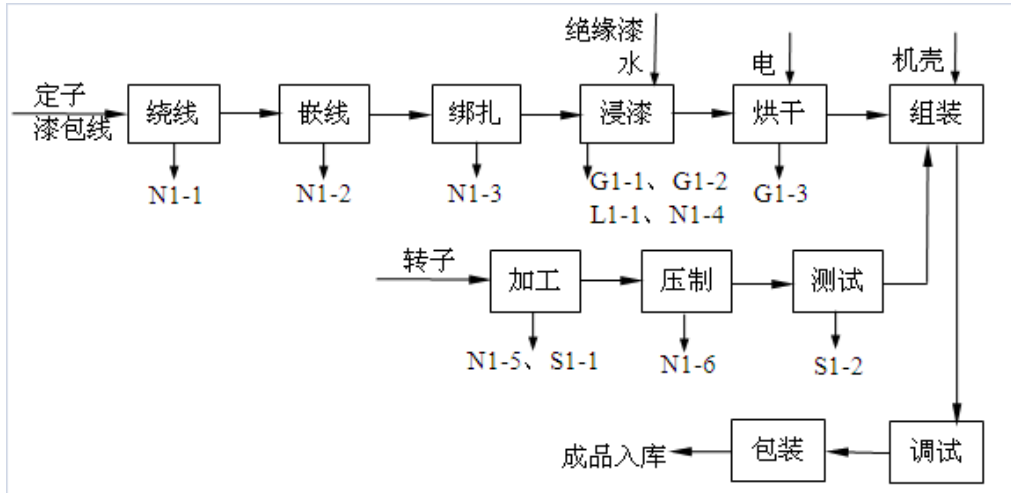 绝缘漆
水
电
机壳
定子
漆包线
绕线
嵌线
绑扎
浸漆
烘干
组装
N1-1
N1-2
N1-3
G1-1、G1-2
L1-1、N1-4
G1-3
转子
加工
压制
测试
N1-5、S1-1
N1-6
S1-2
成品入库
包装
调试